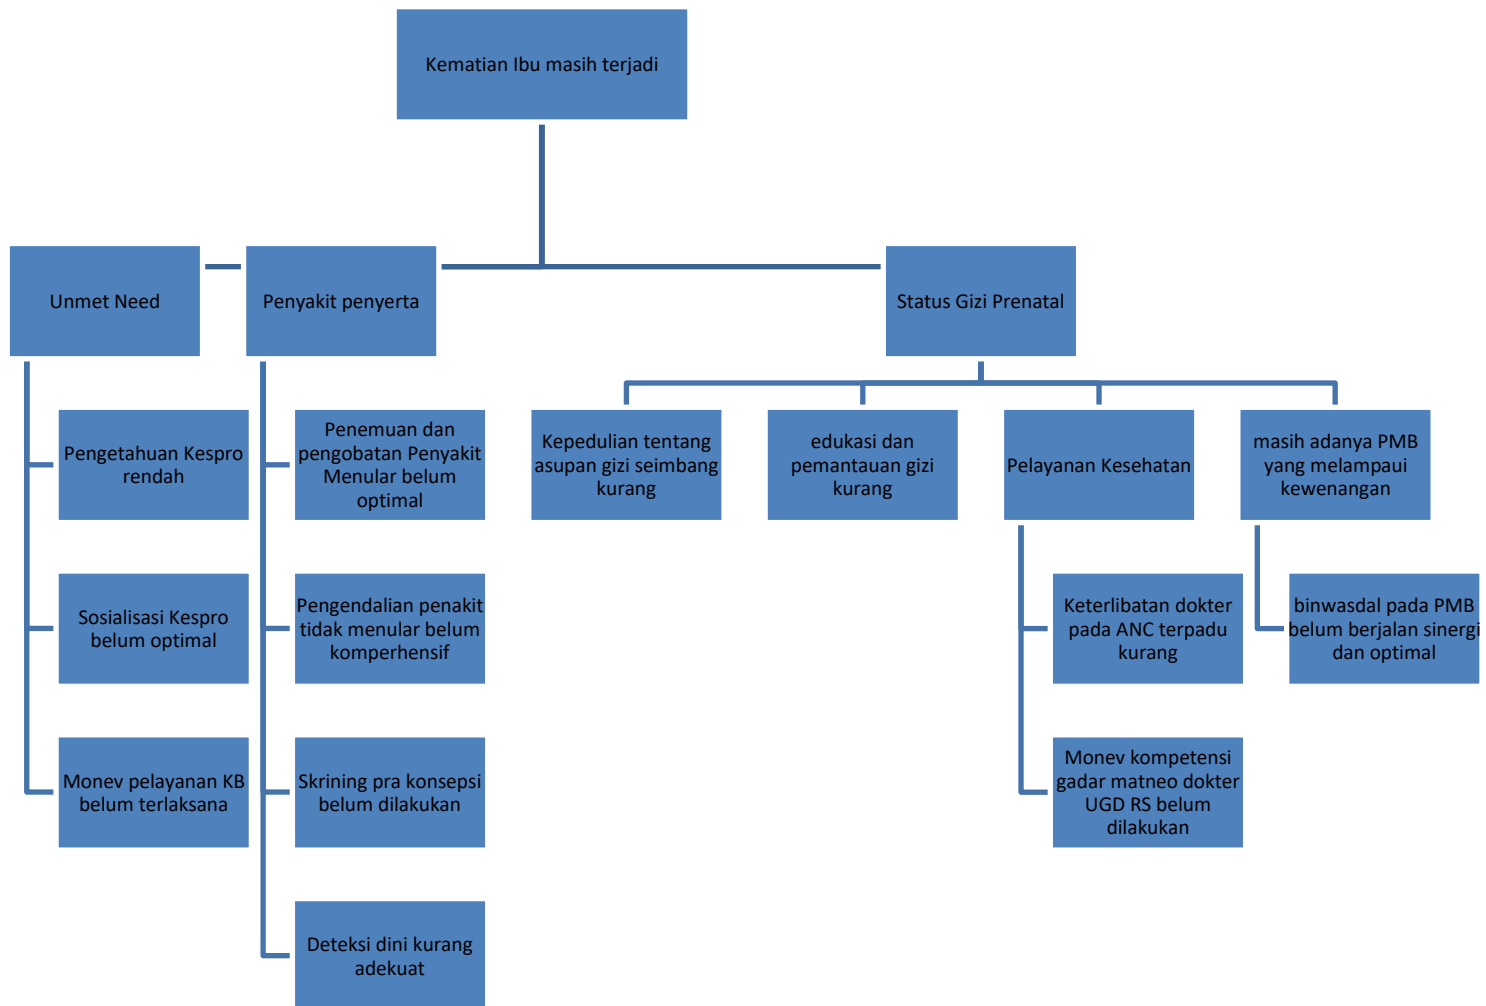 Kematian Ibu masih terjadi
Unmet Need
Penyakit penyerta
Status Gizi Prenatal
Pengetahuan Kespro
rendah
Sosialisasi Kespro
belum optimal
Monev pelayanan KB
belum terlaksana
Penemuan dan
pengobatan Penyakit
Menular belum
optimal
Pengendalian penakit
tidak menular belum
komperhensif
Skrining pra konsepsi
belum dilakukan
Deteksi dini kurang
adekuat
Kepedulian tentang
asupan gizi seimbang
kurang
edukasi dan
pemantauan gizi
kurang
Pelayanan Kesehatan
Keterlibatan dokter
pada ANC terpadu
kurang
Monev kompetensi
gadar matneo dokter
UGD RS belum
dilakukan
masih adanya PMB
yang melampaui
kewenangan
binwasdal pada PMB
belum berjalan sinergi
dan optimal